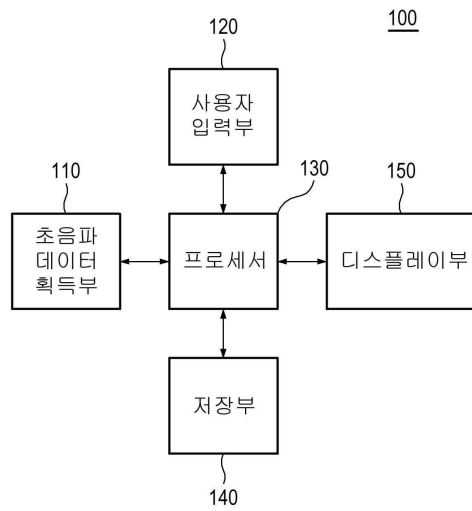 100
120
사용자
입력부
110
130
150
초음파
데이터
획득부
프로세서
디스플레이부
저장부
140